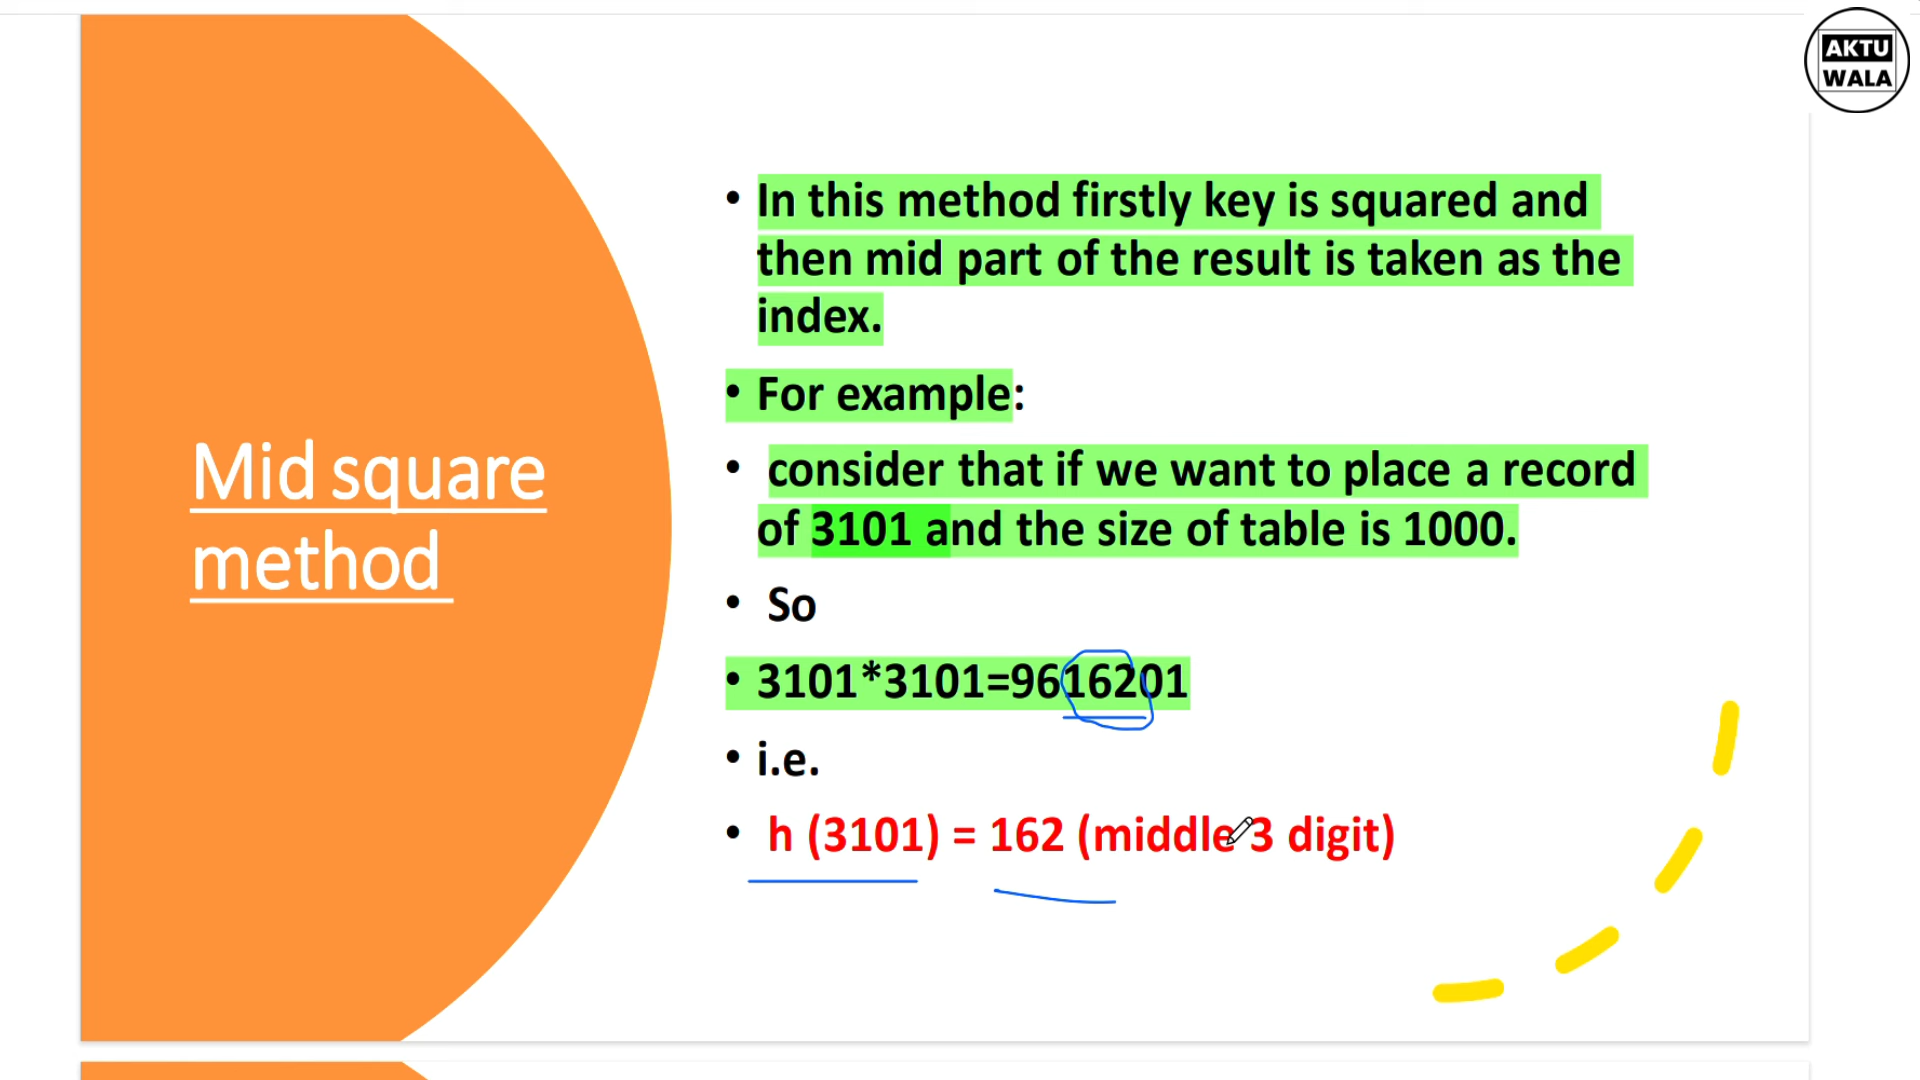 AKTU
WALA
Mid square
method
• In this method firstly key is squared and
then mid part of the result is taken as the
index.
• For example:
• consider that if we want to place a record
of 3101 and the size of table is 1000.
• So
• 3101*3101=9616201
• i.e.
• h (3101) = 162 (middle 3 digit)